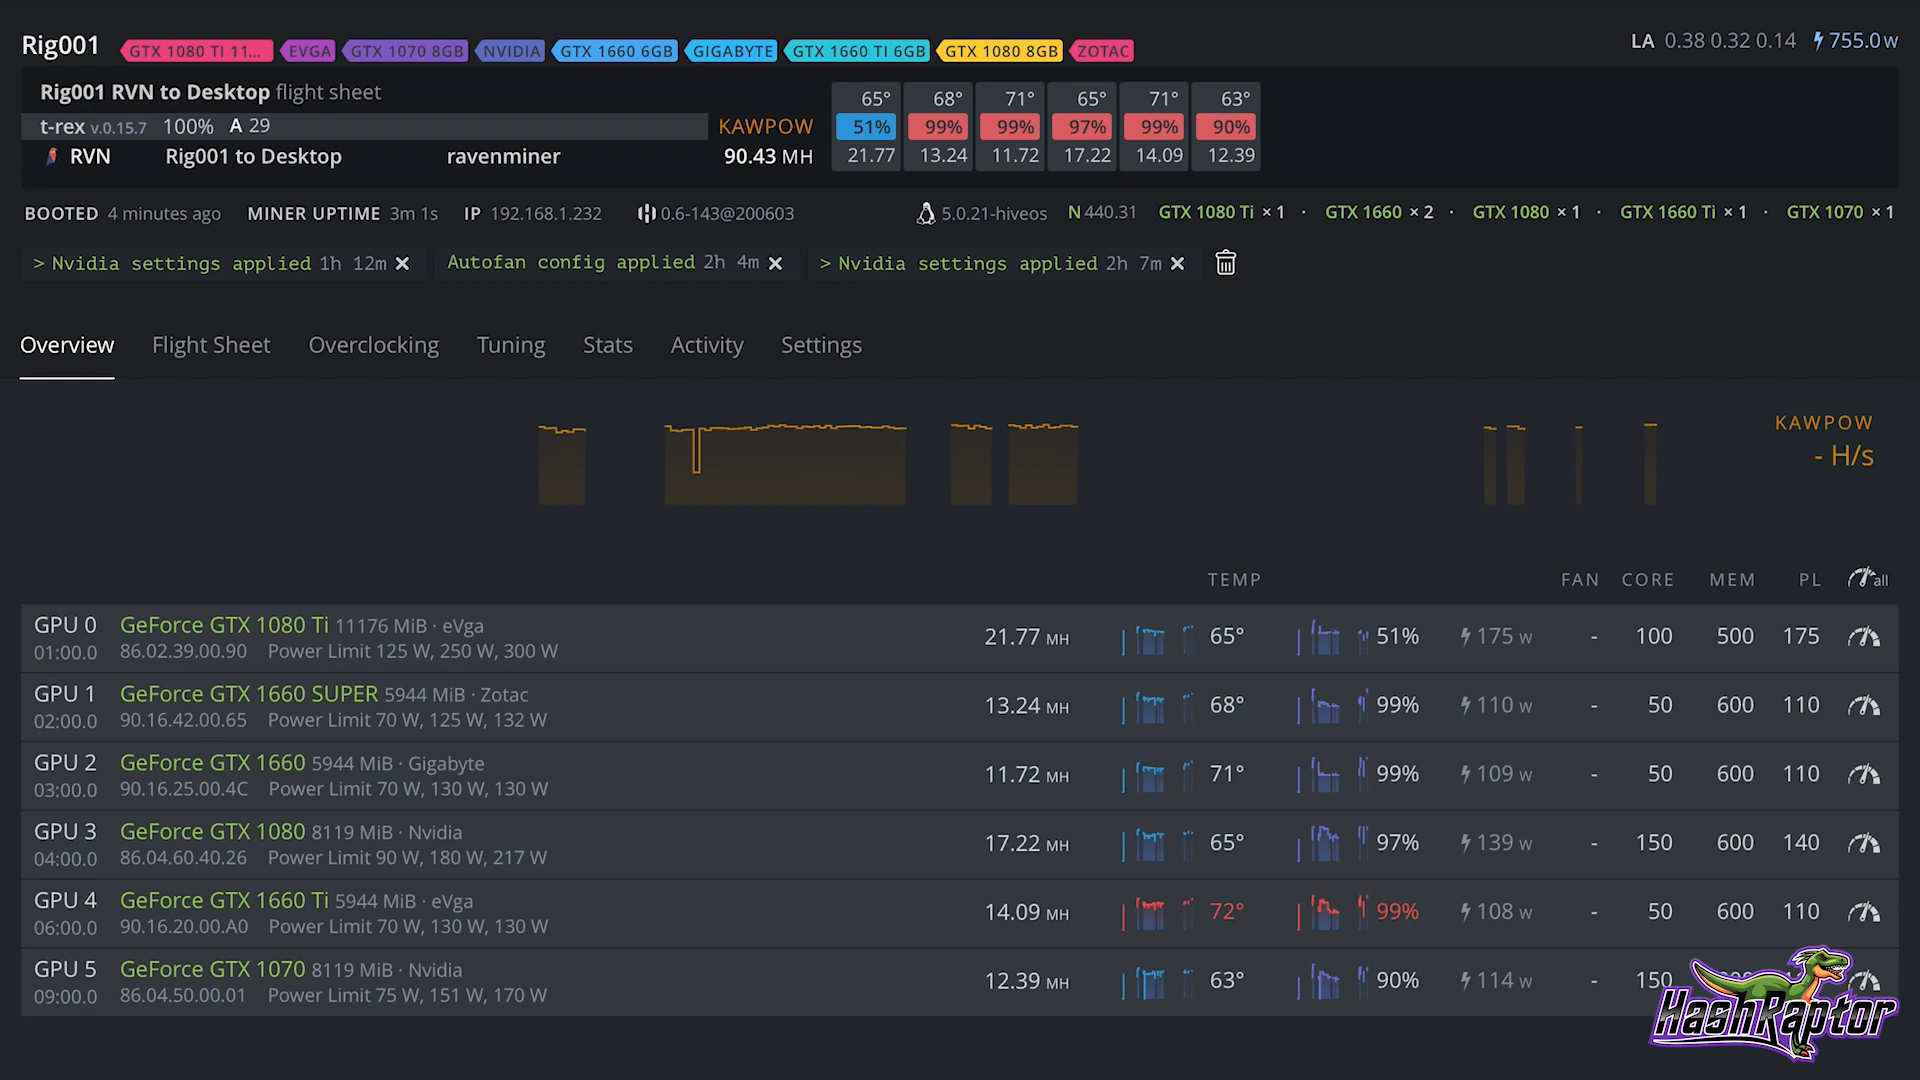 Rig001 GTX 1080 TI 11... EVGA GTX 1070 8GB NVIDIA GTX 1660 6GB GIGABYTE GTX 1660 TI 6GB GTX 1080 8GB ZOTAC LA 0.38 0.32 0.14 755.0 W
Rig001 RVN to Desktop flight sheet
65° 68° 71° 65° 71° 63°
t-rex v.0.15.7 100% A 29 KAWPOW 51% 99% 99% 97% 99% 90%
RVN Rig001 to Desktop ravenminer 90.43 MH 21.77 13.24 11.72 17.22 14.09 12.39
BOOTED 4 minutes ago MINER UPTIME 3m 1s IP 192.168.1.232 0.6-143@200603 5.0.21-hiveos N 440.31 GTX 1080 Ti × 1 · GTX 1660 × 2 · GTX 1080 × 1 · GTX 1660 Ti × 1 · GTX 1070 × 1
> Nvidia settings applied 1h 12m × Autofan config applied 2h 4m × > Nvidia settings applied 2h 7m ×
Overview Flight Sheet Overclocking Tuning Stats Activity Settings
KAWPOW
- H/s
TEMP FAN CORE MEM PL all
GPU 0 GeForce GTX 1080 Ti 11176 MiB · eVga 21.77 MH 65° 51% 175 W - 100 500 175
01:00.0 86.02.39.00.90 Power Limit 125 W, 250 W, 300 W
GPU 1 GeForce GTX 1660 SUPER 5944 MiB · Zotac 13.24 MH 68° 99% 110 W - 50 600 110
02:00.0 90.16.42.00.65 Power Limit 70 W, 125 W, 132 W
GPU 2 GeForce GTX 1660 5944 MiB · Gigabyte 11.72 MH 71° 99% 109 W - 50 600 110
03:00.0 90.16.25.00.4C Power Limit 70 W, 130 W, 130 W
GPU 3 GeForce GTX 1080 8119 MiB · Nvidia 17.22 MH 65° 97% 139 W - 150 600 140
04:00.0 86.04.60.40.26 Power Limit 90 W, 180 W, 217 W
GPU 4 GeForce GTX 1660 Ti 5944 MiB · eVga 14.09 MH 72° 99% 108 W - 50 600 110
06:00.0 90.16.20.00.A0 Power Limit 70 W, 130 W, 130 W
GPU 5 GeForce GTX 1070 8119 MiB · Nvidia 12.39 MH 63° 90% 114 W - 150
09:00.0 86.04.50.00.01 Power Limit 75 W, 151 W, 170 W
HashRaptor